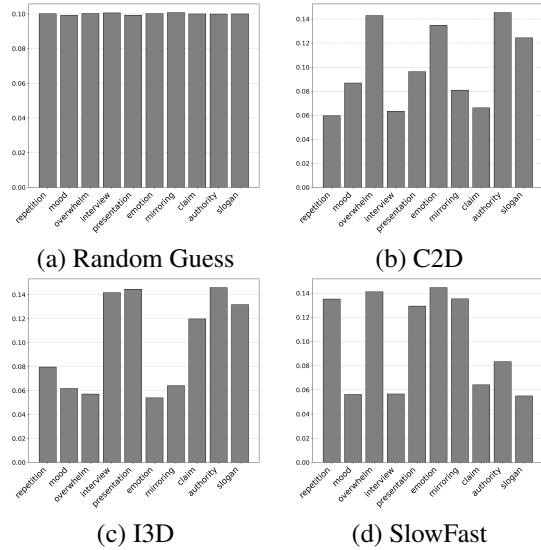 0.10
0.08
0.06
0.04
0.02
0.00
repetition
mood
overwhelm
interview
presentation
emotion
mirroring
claim
authority
slogan
(a) Random Guess
0.14
0.12
0.10
0.08
0.06
0.04
0.02
0.00
repetition
mood
overwhelm
interview
presentation
emotion
mirroring
claim
authority
slogan
(b) C2D
0.14
0.12
0.10
0.08
0.06
0.04
0.02
0.00
repetition
mood
overwhelm
interview
presentation
emotion
mirroring
claim
authority
slogan
(c) I3D
0.14
0.12
0.10
0.08
0.06
0.04
0.02
0.00
repetition
mood
overwhelm
interview
presentation
emotion
mirroring
claim
authority
slogan
(d) SlowFast